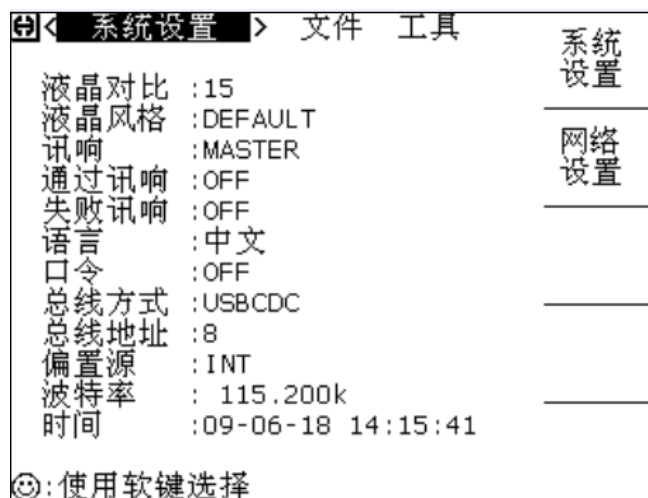 < 系统设置 > 文件 工具
系统
设置
网络
设置
液晶对比 :15
液晶风格 :DEFAULT
讯响 :MASTER
通过讯响 :OFF
失败讯响 :OFF
语言 :中文
口令 :OFF
总线方式 :USBCDC
总线地址 :8
偏置源 :INT
波特率 : 115.200k
时间 :09-06-18 14:15:41
☺:使用软键选择